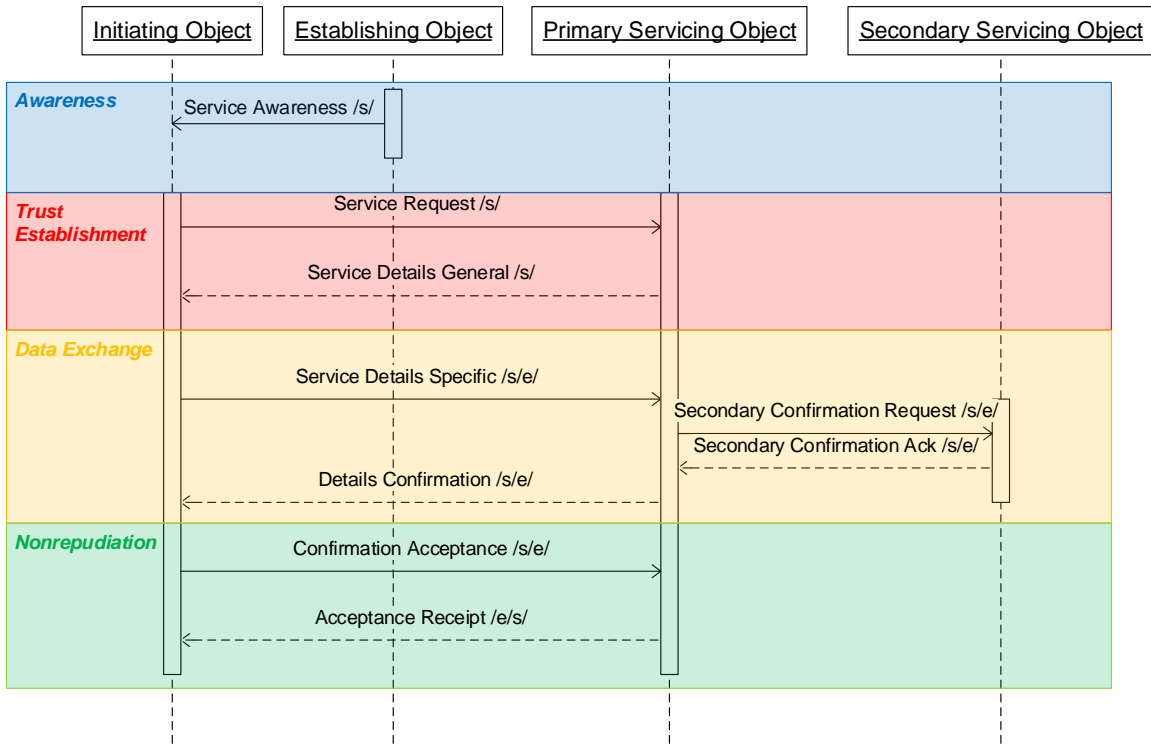 Initiating Object
Establishing Object
Primary Servicing Object
Secondary Servicing Object
Awareness
Service Awareness /s/
Trust
Establishment
Service Request /s/
Service Details General /s/
Data Exchange
Service Details Specific /s/e/
Secondary Confirmation Request /s/e/
Secondary Confirmation Ack /s/e/
Details Confirmation /s/e/
Nonrepudiation
Confirmation Acceptance /s/e/
Acceptance Receipt /e/s/